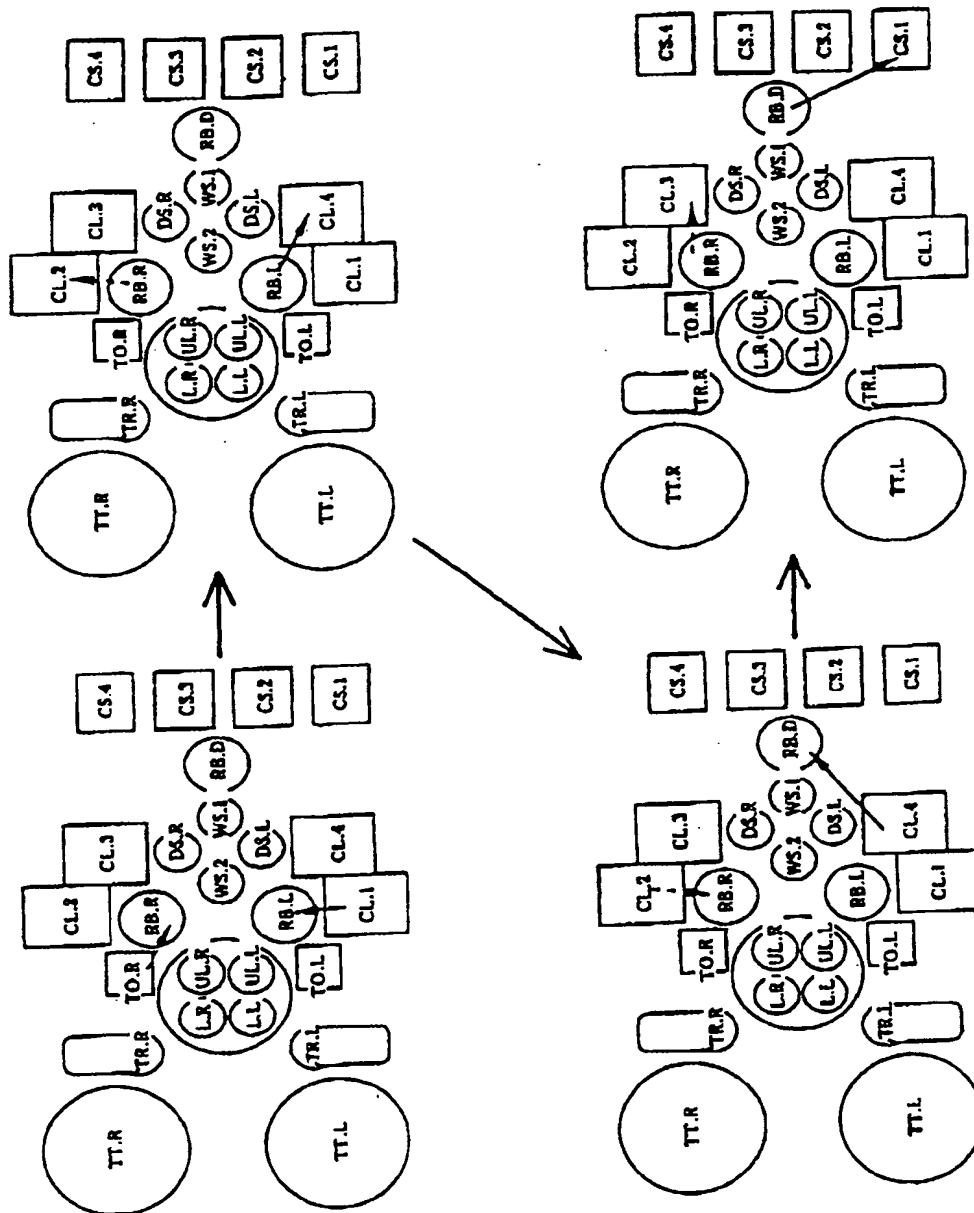 TT.L
TT.R
TR.L
TR.R
TO.L
L.L
L.R
TO.R
UL.L
UL.R
CL.1
RB.L
RB.R
CL.2
WS.2
CL.4
DS.L
DS.R
CL.3
WS.1
RB.D
CS.1
CS.2
CS.3
CS.4
TT.L
TT.R
TR.L
TR.R
TO.L
L.L
L.R
TO.R
UL.L
UL.R
CL.1
RB.L
RB.R
CL.2
WS.2
CL.4
DS.L
DS.R
CL.3
WS.1
RB.D
CS.1
CS.2
CS.3
CS.4
TT.L
TT.R
TR.L
TR.R
TO.L
L.L
L.R
TO.R
UL.L
UL.R
CL.1
RB.L
RB.R
CL.2
WS.2
CL.4
DS.L
DS.R
CL.3
WS.1
RB.D
CS.1
CS.2
CS.3
CS.4
TT.L
TT.R
TR.L
TR.R
TO.L
L.L
L.R
TO.R
UL.L
UL.R
CL.1
RB.L
RB.R
CL.2
WS.2
CL.4
DS.L
DS.R
CL.3
WS.1
RB.D
CS.1
CS.2
CS.3
CS.4